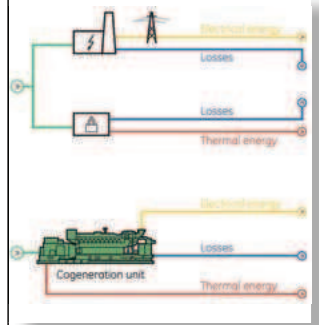 Electrical energy
Losses
Losses
Thermal energy
Electrical energy
Losses
Cogeneration unit
Thermal energy